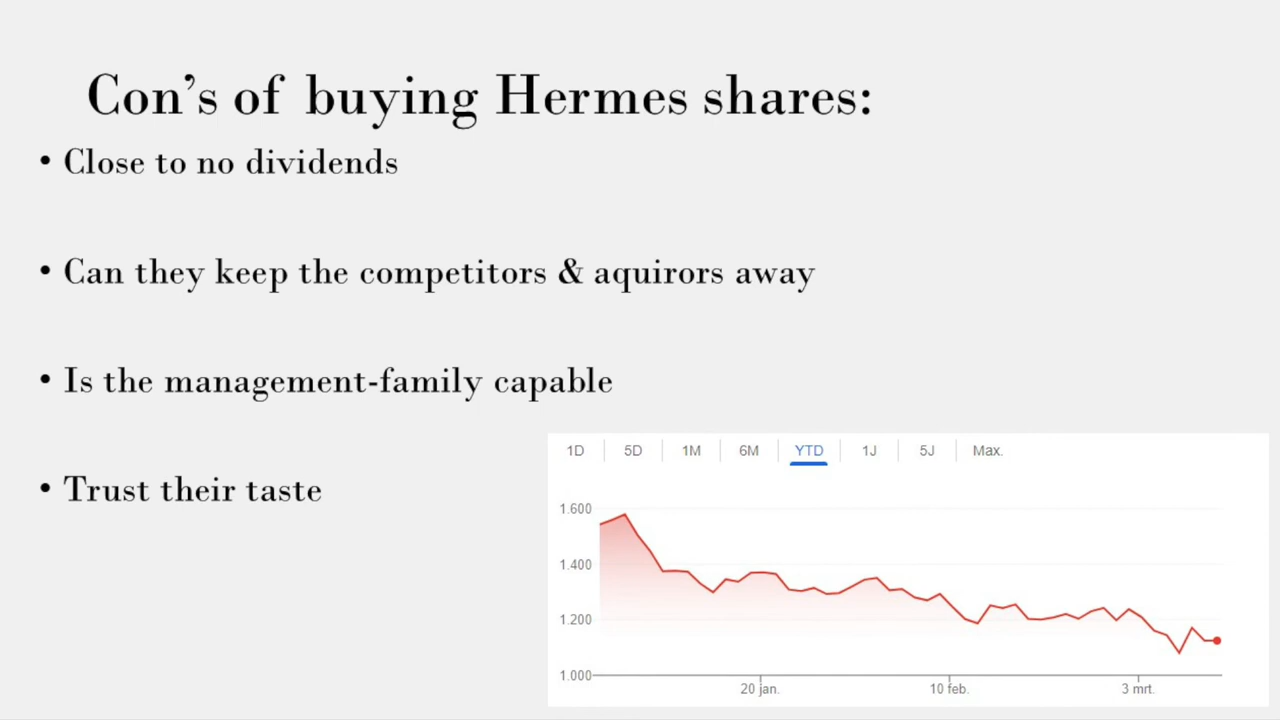 Con’s of buying Hermes shares:
• Close to no dividends
• Can they keep the competitors & aquirors away
• Is the management-family capable
• Trust their taste
1D 5D 1M 6M YTD 1J 5J Max.
1.600
1.400
1.200
1.000
20 jan. 10 feb. 3 mrt.